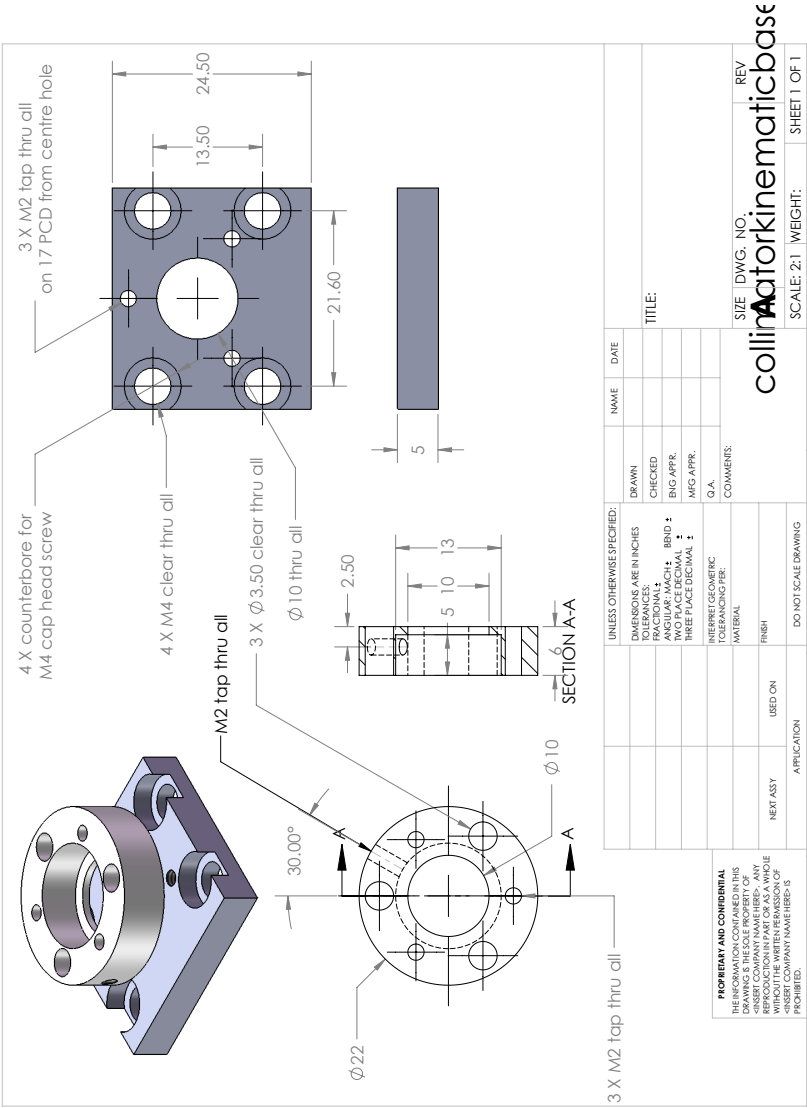 4 X counterbore for
M4 cap head screw
3 X M2 tap thru all
on 17 PCD from centre hole
4 X M4 clear thru all
24.50
13.50
21.60
M2 tap thru all
3 X Ø 3.50 clear thru all
Ø 10 thru all
5
30.00°
A
A
Ø22
Ø10
3 X M2 tap thru all
2.50
13
10
5
6
SECTION A-A
PROPRIETARY AND CONFIDENTIAL
THE INFORMATION CONTAINED IN THIS
DRAWING IS THE SOLE PROPERTY OF
<INSERT COMPANY NAME HERE>. ANY
REPRODUCTION IN PART OR AS A WHOLE
WITHOUT THE WRITTEN PERMISSION OF
<INSERT COMPANY NAME HERE> IS
PROHIBITED.
NEXT ASSY
USED ON
APPLICATION
UNLESS OTHERWISE SPECIFIED:
DIMENSIONS ARE IN INCHES
TOLERANCES:
FRACTIONAL±
ANGULAR: MACH± BEND ±
TWO PLACE DECIMAL ±
THREE PLACE DECIMAL ±
INTERPRET GEOMETRIC
TOLERANCING PER:
MATERIAL
FINISH
DO NOT SCALE DRAWING
NAME
DATE
DRAWN
CHECKED
ENG APPR.
MFG APPR.
Q.A.
COMMENTS:
TITLE:
SIZE
DWG. NO.
REV
A
collimatorkinematicbase
SCALE: 2:1
WEIGHT:
SHEET 1 OF 1